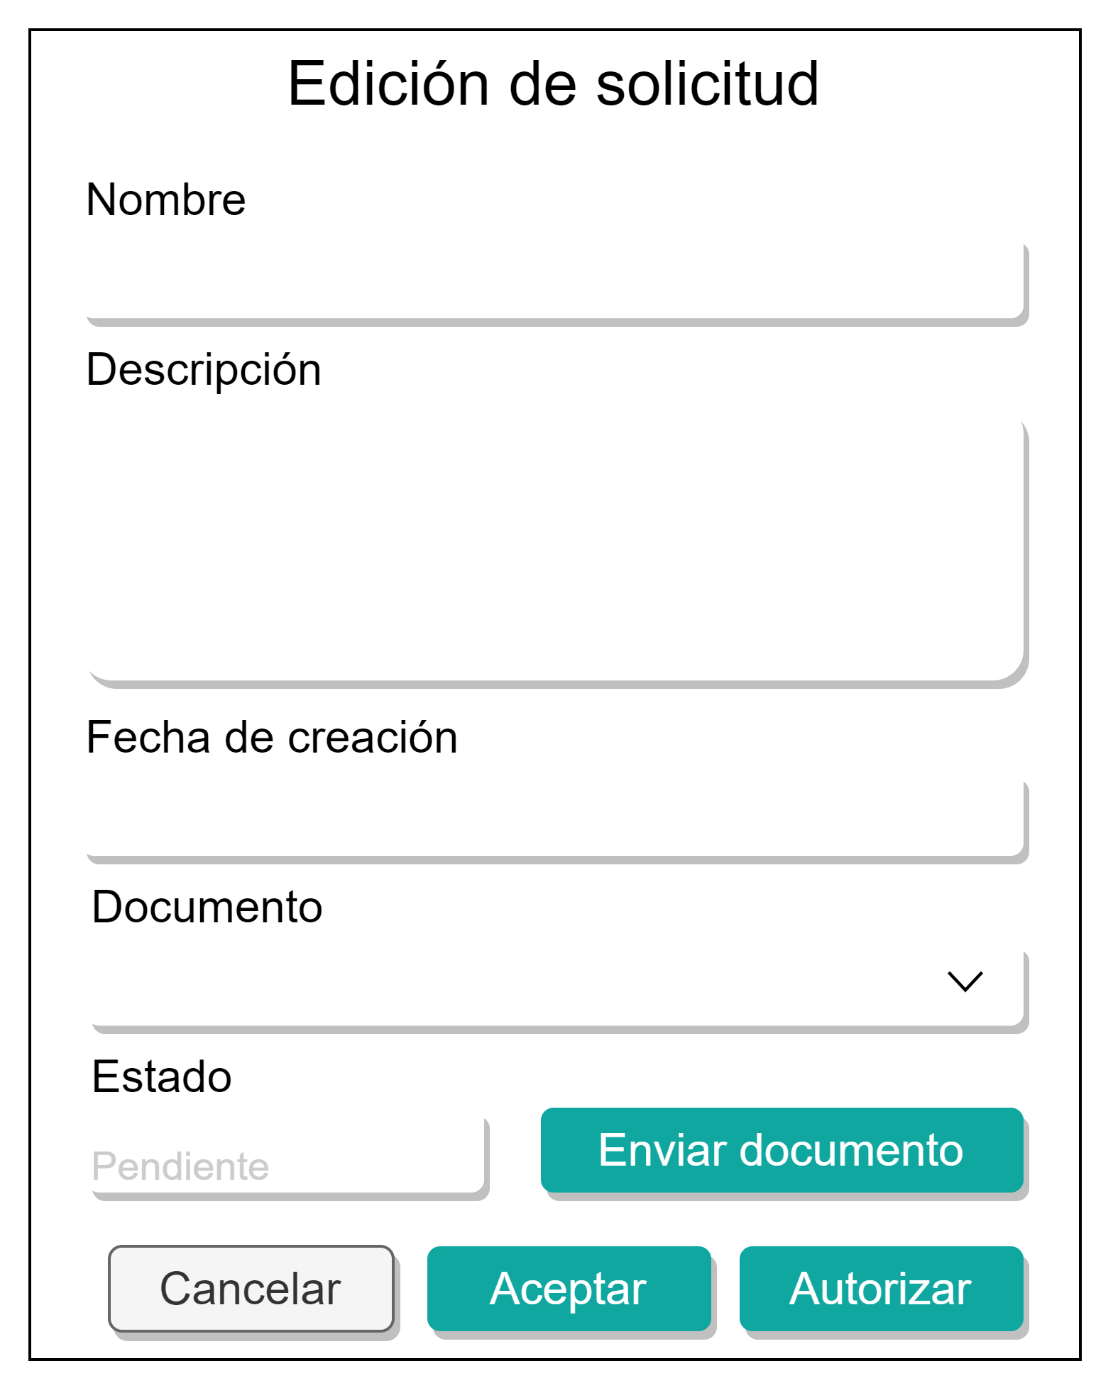 Edición de solicitud
Nombre
Descripción
Fecha de creación
Documento
Estado
Pendiente
Enviar documento
Cancelar
Aceptar
Autorizar